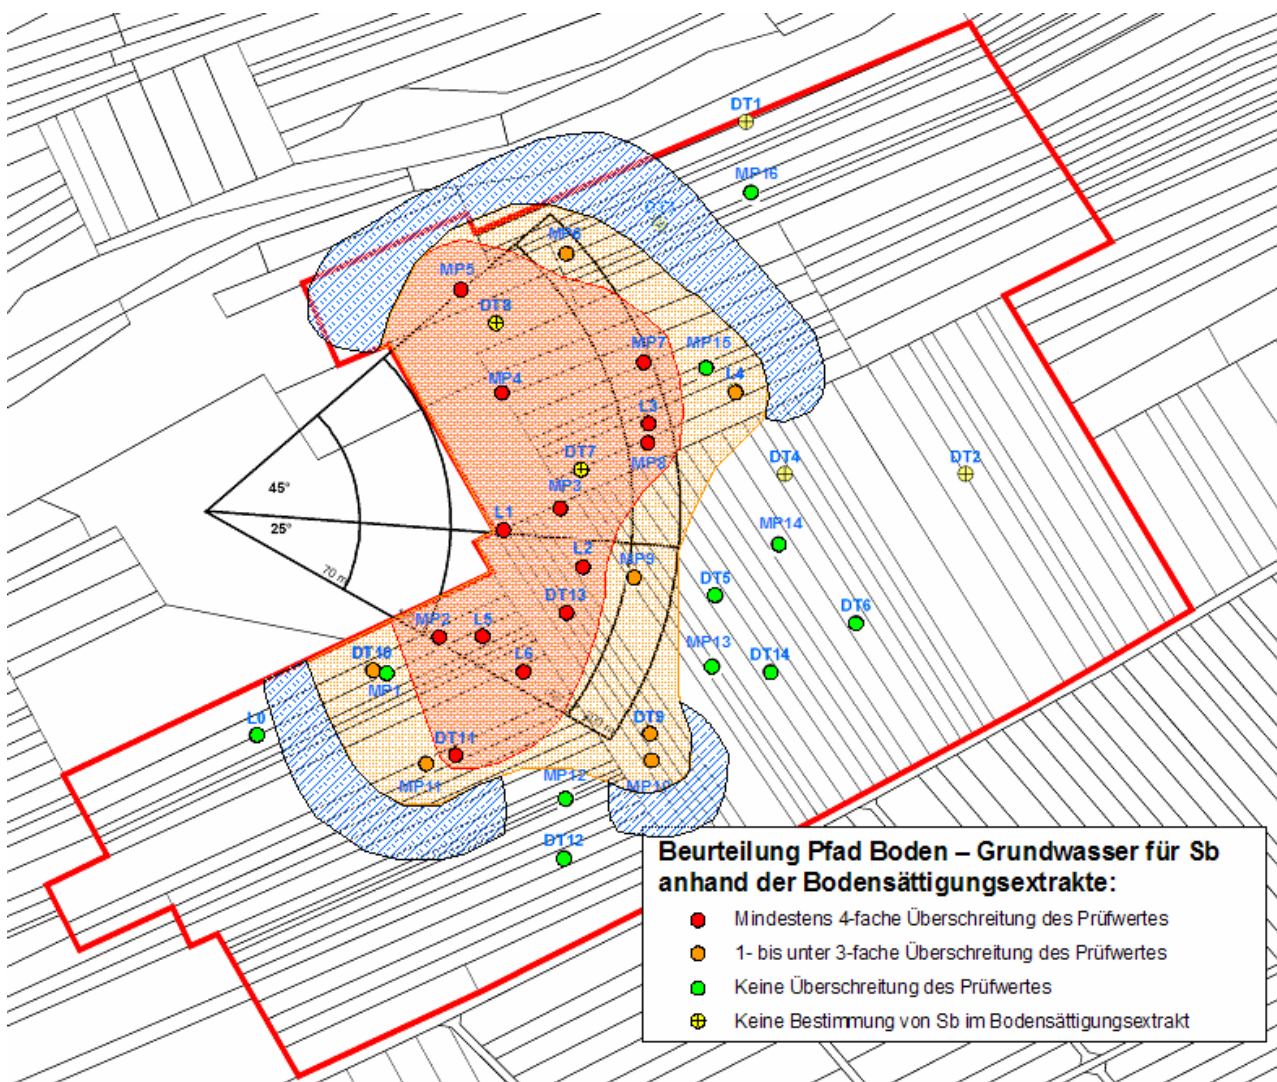 DT1
MP16
MP6
MP5
DT8
MP7
MP15
MP4
L4
L3
DT7
MP8
DT4
DT2
MP3
45°
25°
L1
MP14
70 m
L2
MP9
DT5
DT13
DT6
MP2
L5
MP13
DT10
L6
DT14
MP1
L0
DT9
DT11
MP11
MP12
MP10
DT12
Beurteilung Pfad Boden – Grundwasser für Sb
anhand der Bodensättigungsextrakte:
Mindestens 4-fache Überschreitung des Prüfwertes
1- bis unter 3-fache Überschreitung des Prüfwertes
Keine Überschreitung des Prüfwertes
Keine Bestimmung von Sb im Bodensättigungsextrakt